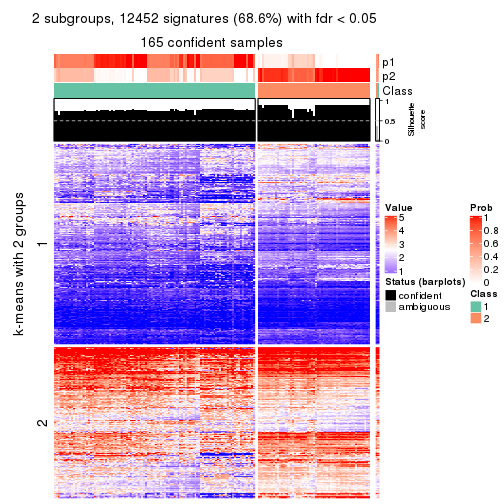 2 subgroups, 12452 signatures (68.6%) with fdr < 0.05
165 confident samples
p1
p2
Class
1
0.5
0
Silhouette
score
k-means with 2 groups
1
2
Value
5
4
3
2
1
Prob
1
0.8
0.6
0.4
0.2
0
Status (barplots)
confident
ambiguous
Class
1
2